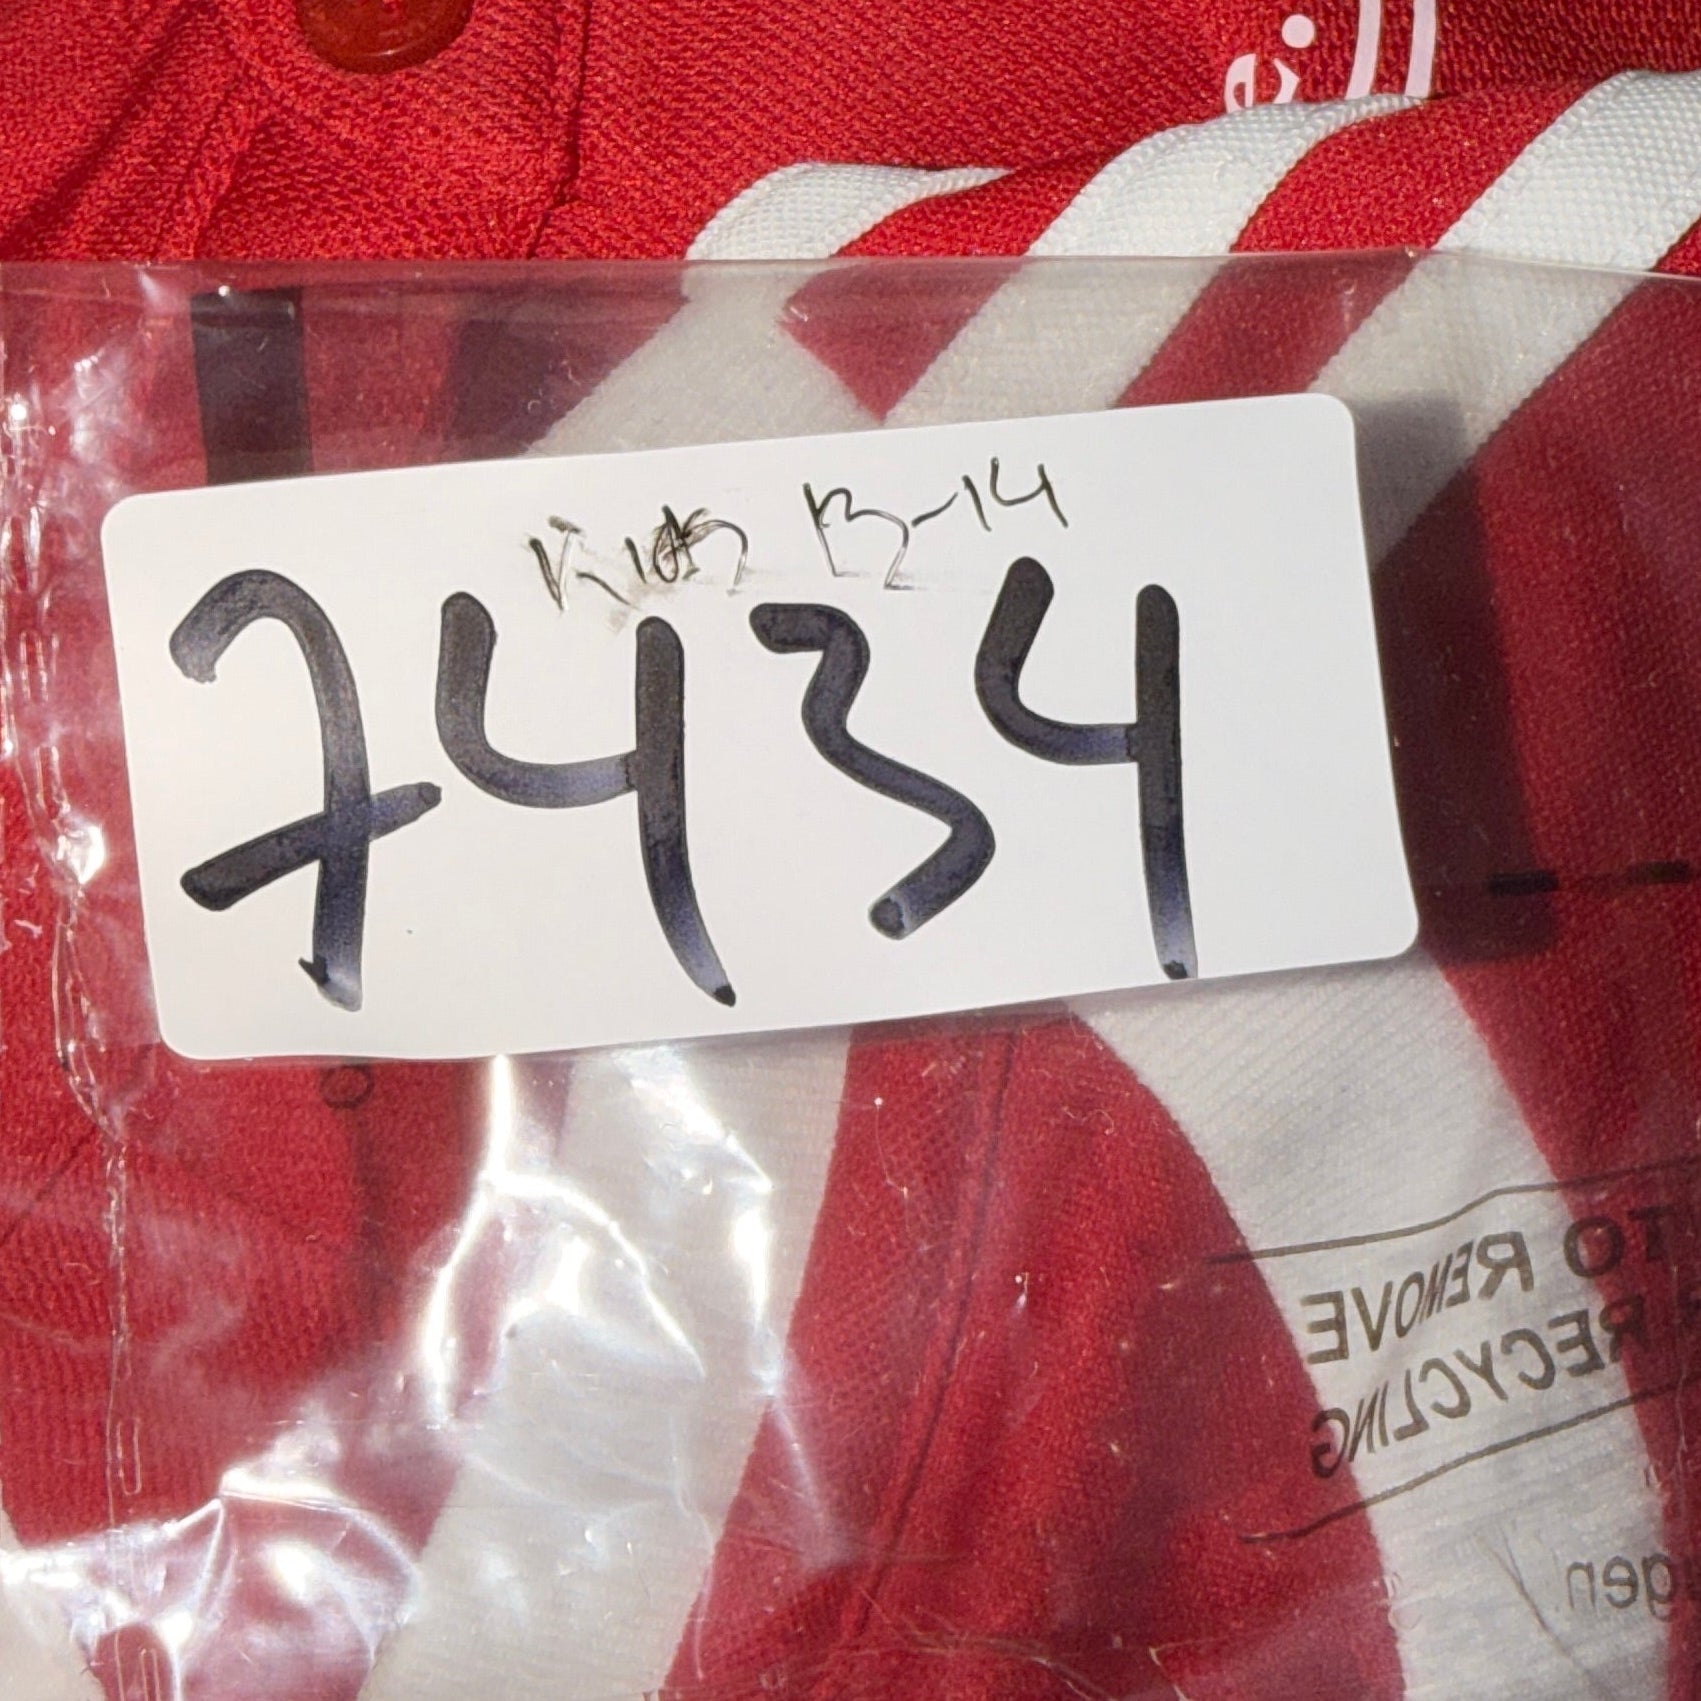 Kids 13-14
7434
TO REMOVE
RECYCLING